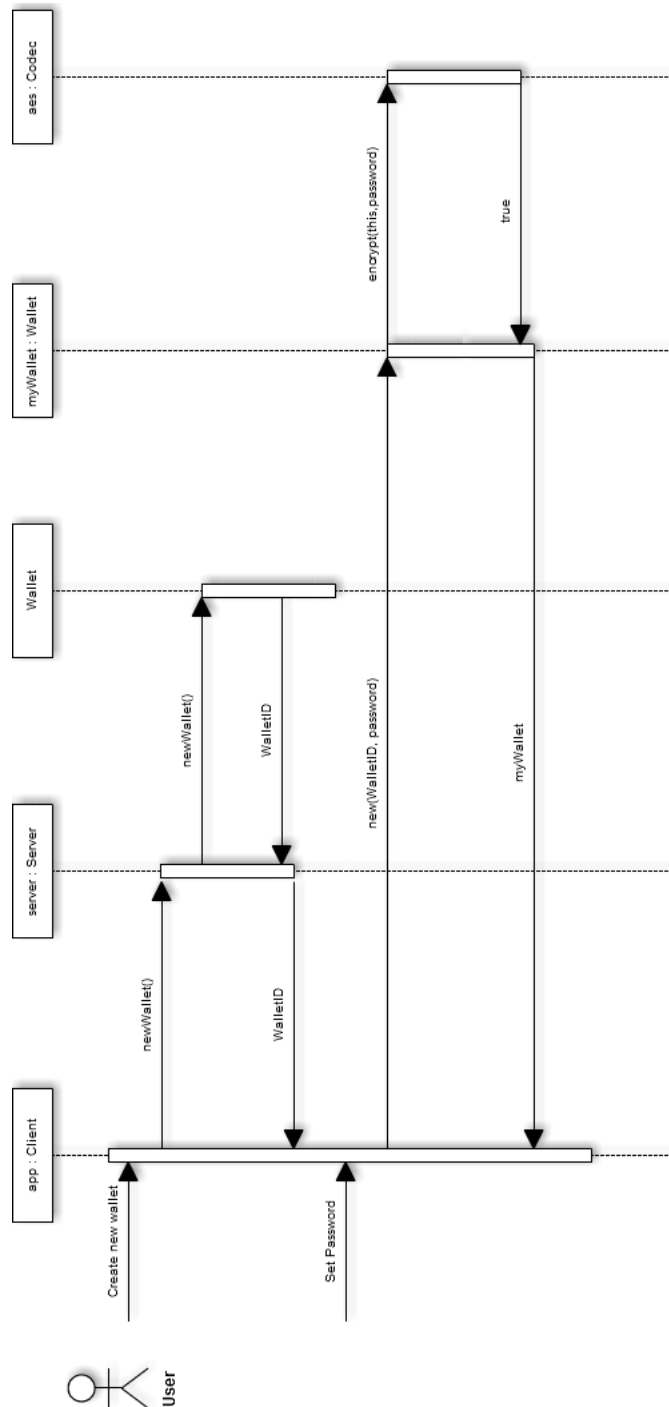 User
app : Client
server : Server
Wallet
myWallet : Wallet
aes : Codec
Create new wallet
newWallet()
newWallet()
WalletID
WalletID
Set Password
new(WalletID, password)
encrypt(this,password)
true
myWallet